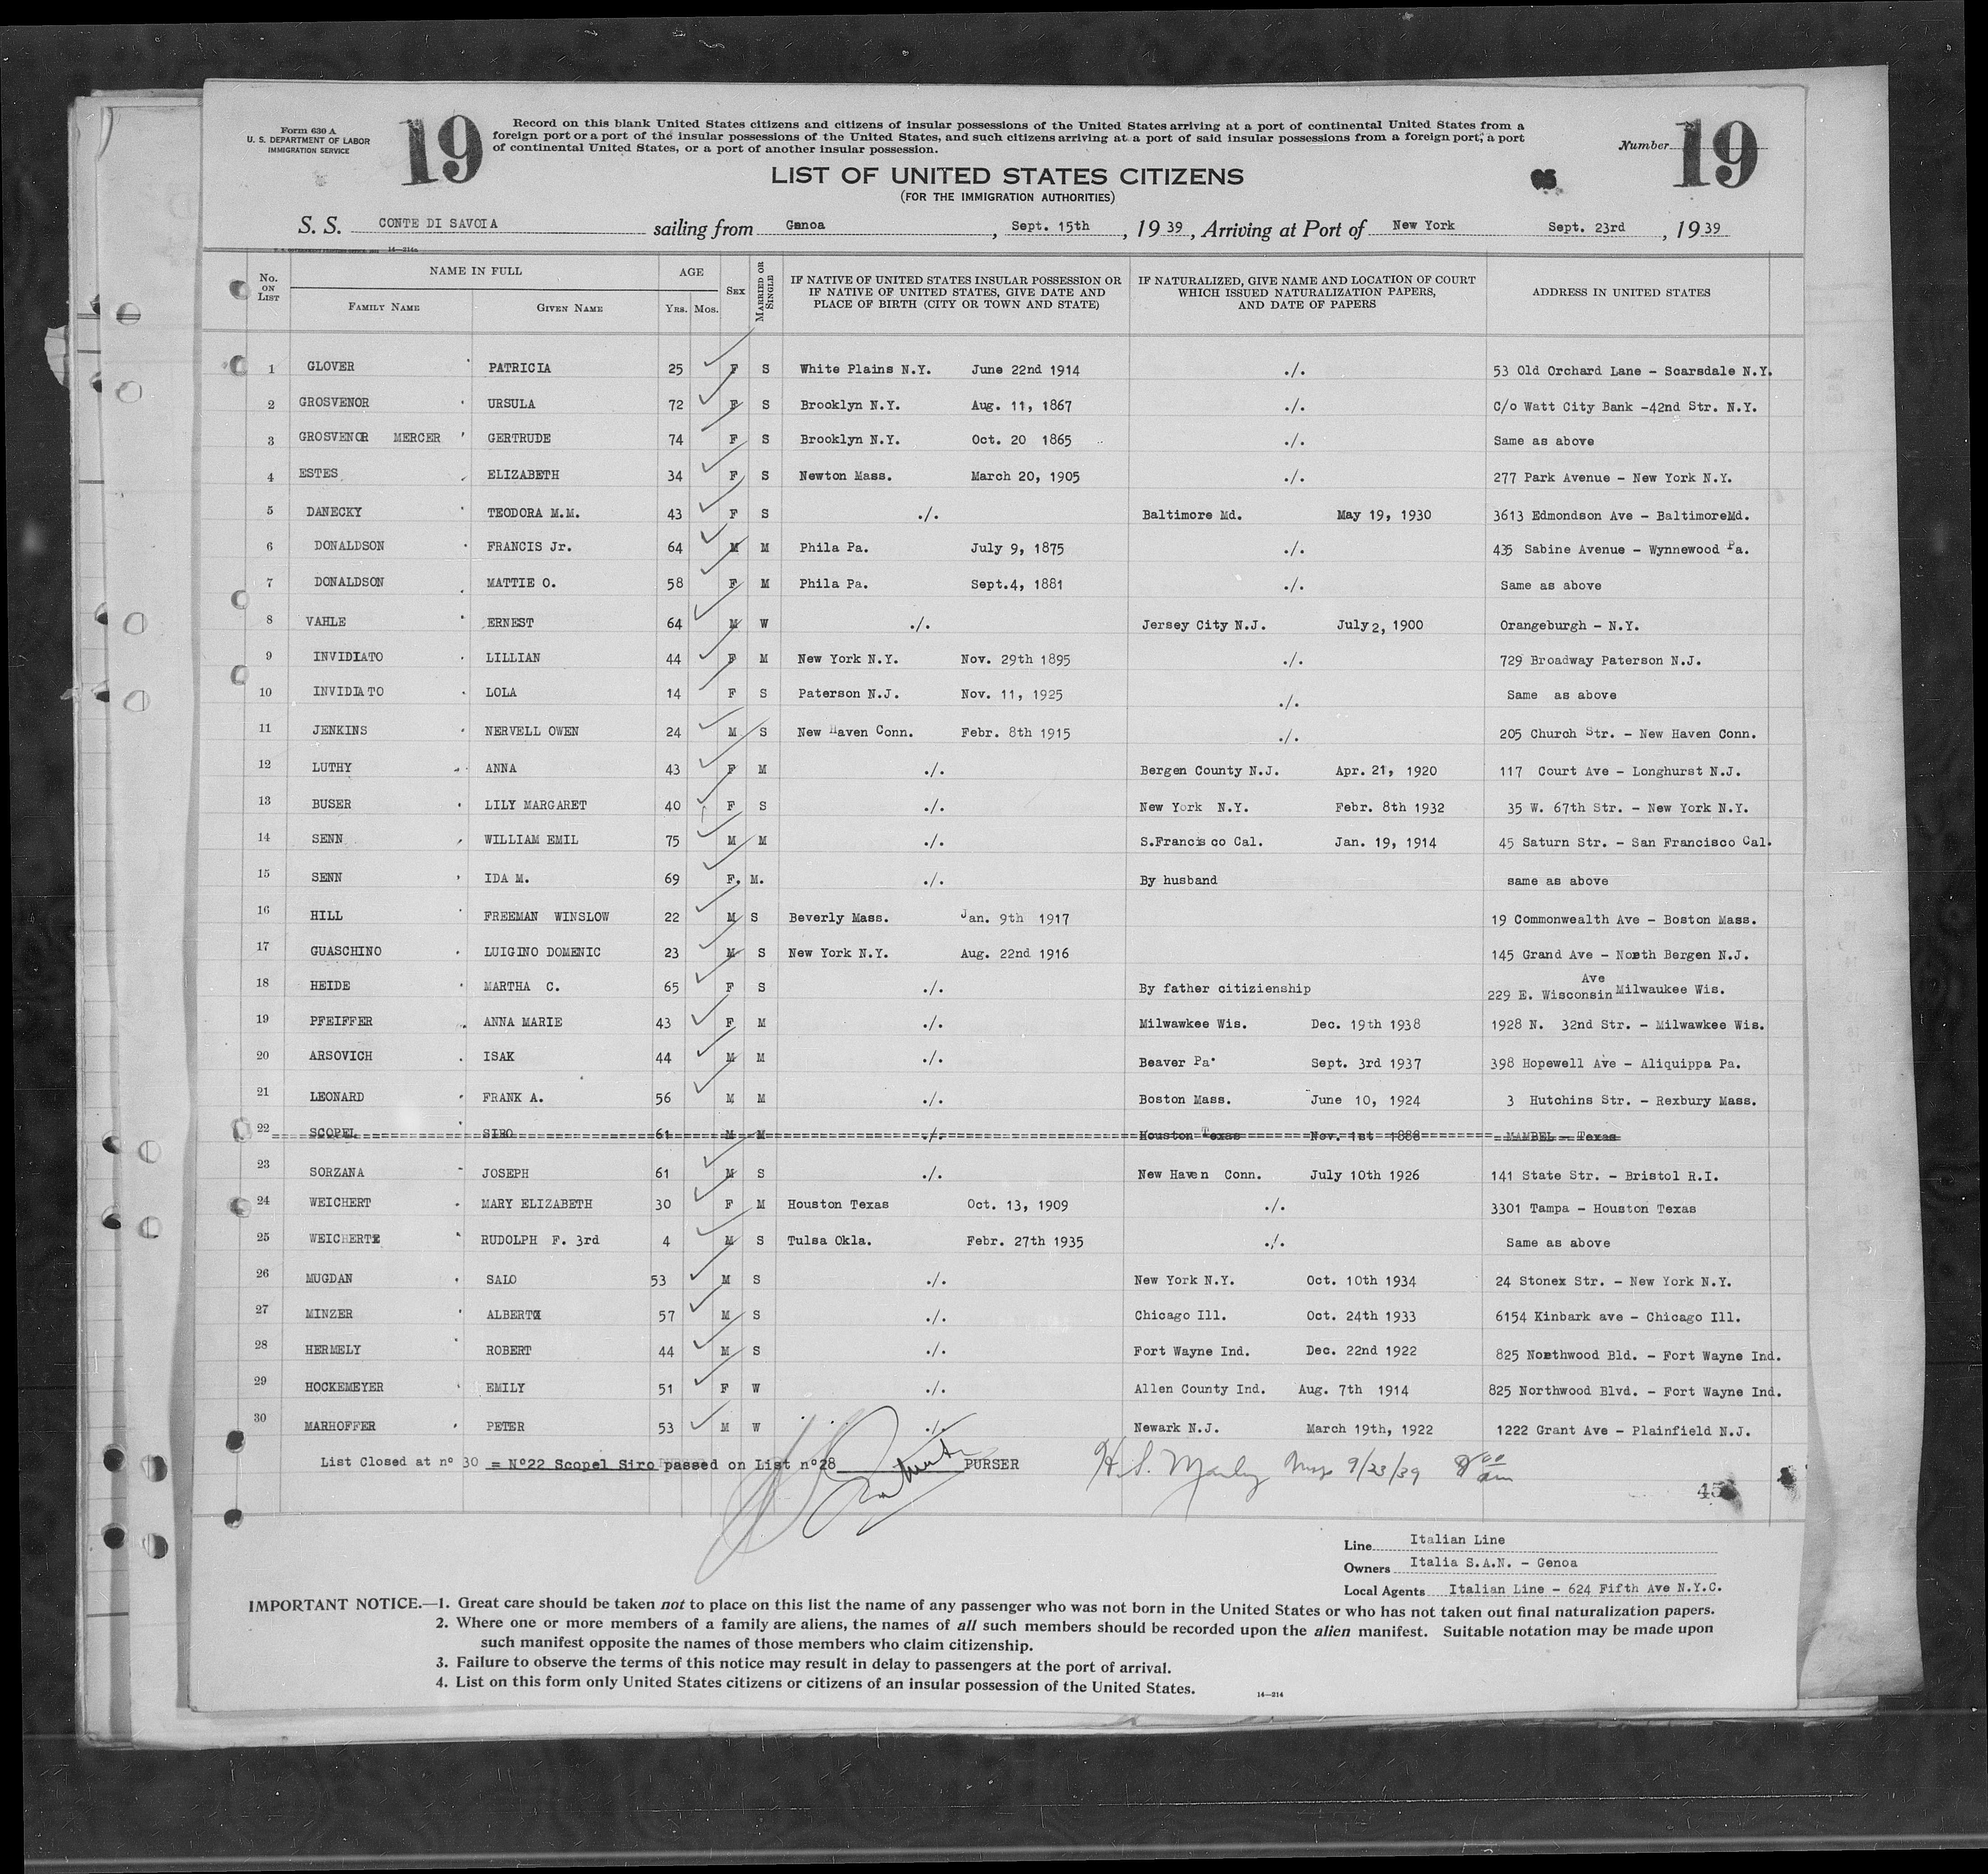 Form 630 A
U. S. DEPARTMENT OF LABOR
IMMIGRATION SERVICE
19
Record on this blank United States citizens and citizens of insular possessions of the United States arriving at a port of continental United States from a
foreign port or a port of the insular possessions of the United States, and such citizens arriving at a port of said insular possessions from a foreign port, a port
of continental United States, or a port of another insular possession.
Number 19
LIST OF UNITED STATES CITIZENS
(FOR THE IMMIGRATION AUTHORITIES)
S. S. CONTE DI SAVOIA sailing from Genoa, Sept. 15th, 1939, Arriving at Port of New York Sept. 23rd, 1939
14—214a
No. ON LIST NAME IN FULL FAMILY NAME GIVEN NAME AGE YRS. MOS. SEX MARRIED OR SINGLE IF NATIVE OF UNITED STATES INSULAR POSSESSION OR IF NATIVE OF UNITED STATES, GIVE DATE AND PLACE OF BIRTH (CITY OR TOWN AND STATE) IF NATURALIZED, GIVE NAME AND LOCATION OF COURT WHICH ISSUED NATURALIZATION PAPERS, AND DATE OF PAPERS ADDRESS IN UNITED STATES
1 GLOVER PATRICIA 25 F S White Plains N.Y. June 22nd 1914 ./. 53 Old Orchard Lane - Scarsdale N.Y.
2 GROSVENOR URSULA 72 F S Brooklyn N.Y. Aug. 11, 1867 ./. C/o Watt City Bank -42nd Str. N.Y.
3 GROSVENOR MERCER GERTRUDE 74 F S Brooklyn N.Y. Oct. 20 1865 ./. Same as above
4 ESTES ELIZABETH 34 F S Newton Mass. March 20, 1905 ./. 277 Park Avenue - New York N.Y.
5 DANECKY TEODORA M.M. 43 F S ./. Baltimore Md. May 19, 1930 3613 Edmondson Ave - BaltimoreMd.
6 DONALDSON FRANCIS Jr. 64 M M Phila Pa. July 9, 1875 ./. 435 Sabine Avenue - Wynnewood Pa.
7 DONALDSON MATTIE O. 58 F M Phila Pa. Sept.4, 1881 ./. Same as above
8 VAHLE ERNEST 64 M W ./. Jersey City N.J. July 2, 1900 Orangeburgh - N.Y.
9 INVIDIATO LILLIAN 44 F M New York N.Y. Nov. 29th 1895 ./. 729 Broadway Paterson N.J.
10 INVIDIATO LOLA 14 F S Paterson N.J. Nov. 11, 1925 ./. Same as above
11 JENKINS NERVELL OWEN 24 M S New Haven Conn. Febr. 8th 1915 ./. 205 Church Str. - New Haven Conn.
12 LUTHY ANNA 43 F M ./. Bergen County N.J. Apr. 21, 1920 117 Court Ave - Longhurst N.J.
13 BUSER LILY MARGARET 40 F S ./. New York N.Y. Febr. 8th 1932 35 W. 67th Str. - New York N.Y.
14 SENN WILLIAM EMIL 75 M M ./. S.Francis co Cal. Jan. 19, 1914 45 Saturn Str. - San Francisco Cal.
15 SENN IDA M. 69 F. M. ./. By husband same as above
16 HILL FREEMAN WINSLOW 22 M S Beverly Mass. Jan. 9th 1917 19 Commonwealth Ave - Boston Mass.
17 GUASCHINO LUIGINO DOMENIC 23 M S New York N.Y. Aug. 22nd 1916 145 Grand Ave - North Bergen N.J.
18 HEIDE MARTHA C. 65 F S ./. By father citizienship 229 E. Wisconsin Ave Milwaukee Wis.
19 PFEIFFER ANNA MARIE 43 F M ./. Milwawkee Wis. Dec. 19th 1938 1928 N. 32nd Str. - Milwawkee Wis.
20 ARSOVICH ISAK 44 M M ./. Beaver Pa. Sept. 3rd 1937 398 Hopewell Ave - Aliquippa Pa.
21 LEONARD FRANK A. 56 M M ./. Boston Mass. June 10, 1924 3 Hutchins Str. - Rexbury Mass.
22 SCOPEL SIRO 61 M M ./. Houston Texas Nov. 1st 1888 MAMBEL - Texas
23 SORZANA JOSEPH 61 M S ./. New Haven Conn. July 10th 1926 141 State Str. - Bristol R.I.
24 WEICHERT MARY ELIZABETH 30 F M Houston Texas Oct. 13, 1909 ./. 3301 Tampa - Houston Texas
25 WEICHERT RUDOLPH F. 3rd 4 M S Tulsa Okla. Febr. 27th 1935 ./. Same as above
26 MUGDAN SALO 53 M S ./. New York N.Y. Oct. 10th 1934 24 Stonex Str. - New York N.Y.
27 MINZER ALBERT 57 M S ./. Chicago Ill. Oct. 24th 1933 6154 Kinbark ave - Chicago Ill.
28 HERMELY ROBERT 44 M S ./. Fort Wayne Ind. Dec. 22nd 1922 825 Northwood Bld. - Fort Wayne Ind.
29 HOCKEMEYER EMILY 51 F W ./. Allen County Ind. Aug. 7th 1914 825 Northwood Blvd. - Fort Wayne Ind.
30 MARHOFFER PETER 53 M W ./. Newark N.J. March 19th, 1922 1222 Grant Ave - Plainfield N.J.
List Closed at n° 30 = N°22 Scopel Siro passed on List n°28 PURSER H. S. 9/23/39 8 00 am
45
Line Italian Line
Owners Italia S.A.N. - Genoa
Local Agents Italian Line - 624 Fifth Ave N.Y.C.
IMPORTANT NOTICE.—1. Great care should be taken not to place on this list the name of any passenger who was not born in the United States or who has not taken out final naturalization papers.
2. Where one or more members of a family are aliens, the names of all such members should be recorded upon the alien manifest. Suitable notation may be made upon
such manifest opposite the names of those members who claim citizenship.
3. Failure to observe the terms of this notice may result in delay to passengers at the port of arrival.
4. List on this form only United States citizens or citizens of an insular possession of the United States.
14—214